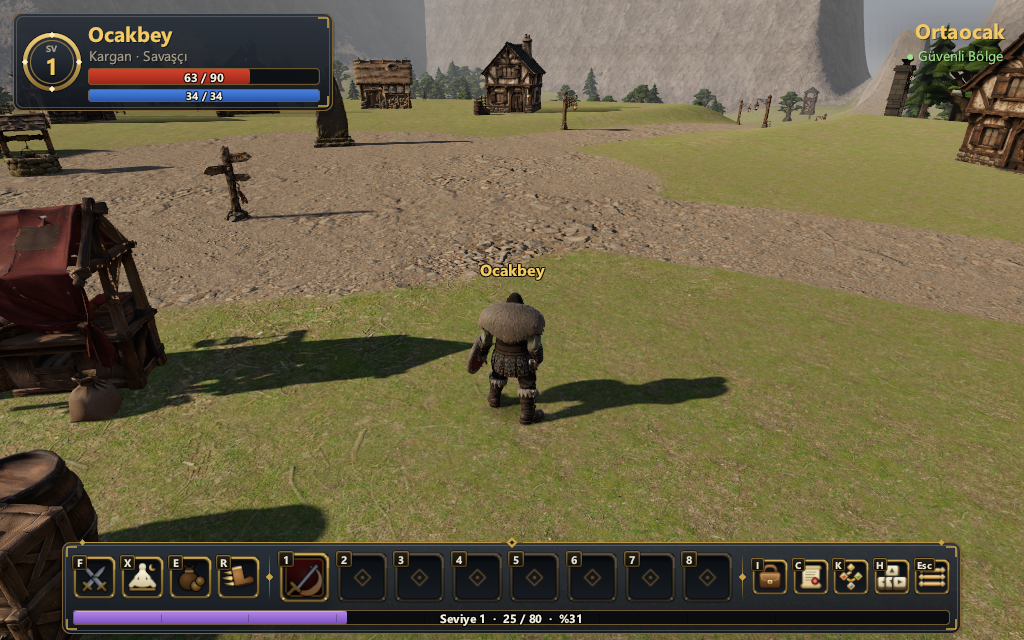 Ocakbey
SV
1
Kargan · Savaşçı
63 / 90
34 / 34
Ortaocak
Güvenli Bölge
Ocakbey
F X E R 1 2 3 4 5 6 7 8 I C K H Esc
Seviye 1 · 25 / 80 · %31